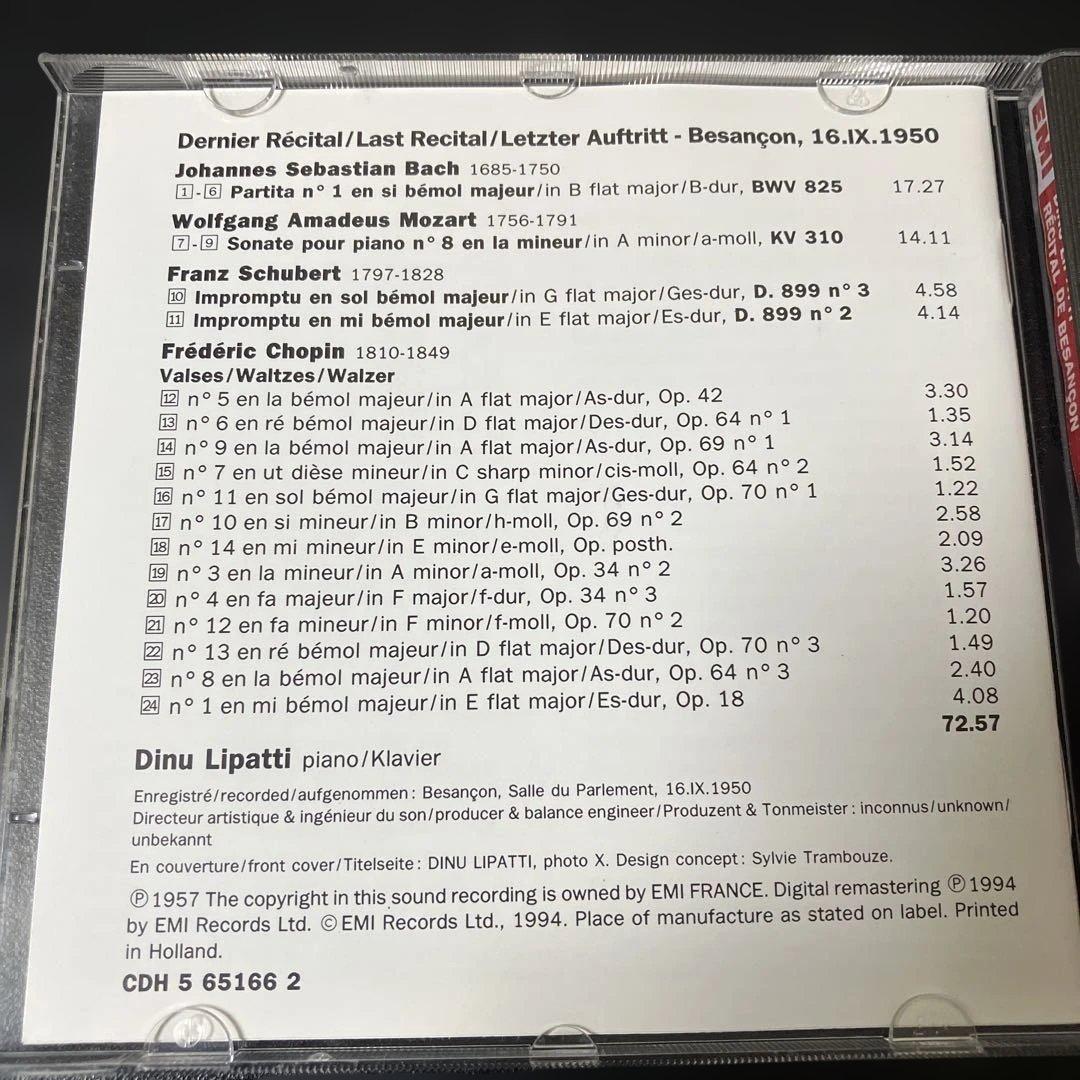 Dernier Récital/Last Recital/Letzter Auftritt - Besançon, 16.IX.1950
Johannes Sebastian Bach 1685-1750
1 - 6 Partita n° 1 en si bémol majeur/in B flat major/B-dur, BWV 825 17.27
Wolfgang Amadeus Mozart 1756-1791
7 - 9 Sonate pour piano n° 8 en la mineur/in A minor/a-moll, KV 310 14.11
Franz Schubert 1797-1828
10 Impromptu en sol bémol majeur/in G flat major/Ges-dur, D. 899 n° 3 4.58
11 Impromptu en mi bémol majeur/in E flat major/Es-dur, D. 899 n° 2 4.14
Frédéric Chopin 1810-1849
Valses/Waltzes/Walzer
12 n° 5 en la bémol majeur/in A flat major/As-dur, Op. 42 3.30
13 n° 6 en ré bémol majeur/in D flat major/Des-dur, Op. 64 n° 1 1.35
14 n° 9 en la bémol majeur/in A flat major/As-dur, Op. 69 n° 1 3.14
15 n° 7 en ut dièse mineur/in C sharp minor/cis-moll, Op. 64 n° 2 1.52
16 n° 11 en sol bémol majeur/in G flat major/Ges-dur, Op. 70 n° 1 1.22
17 n° 10 en si mineur/in B minor/h-moll, Op. 69 n° 2 2.58
18 n° 14 en mi mineur/in E minor/e-moll, Op. posth. 2.09
19 n° 3 en la mineur/in A minor/a-moll, Op. 34 n° 2 3.26
20 n° 4 en fa majeur/in F major/f-dur, Op. 34 n° 3 1.57
21 n° 12 en fa mineur/in F minor/f-moll, Op. 70 n° 2 1.20
22 n° 13 en ré bémol majeur/in D flat major/Des-dur, Op. 70 n° 3 1.49
23 n° 8 en la bémol majeur/in A flat major/As-dur, Op. 64 n° 3 2.40
24 n° 1 en mi bémol majeur/in E flat major/Es-dur, Op. 18 4.08
72.57
Dinu Lipatti piano/Klavier
Enregistré/recorded/aufgenommen: Besançon, Salle du Parlement, 16.IX.1950
Directeur artistique & ingénieur du son/producer & balance engineer/Produzent & Tonmeister: inconnus/unknown/
unbekannt
En couverture/front cover/Titelseite: DINU LIPATTI, photo X. Design concept: Sylvie Trambouze.
℗ 1957 The copyright in this sound recording is owned by EMI FRANCE. Digital remastering ℗ 1994
by EMI Records Ltd. © EMI Records Ltd., 1994. Place of manufacture as stated on label. Printed
in Holland.
CDH 5 65166 2
EMI
RÉCITAL DE BESANÇON